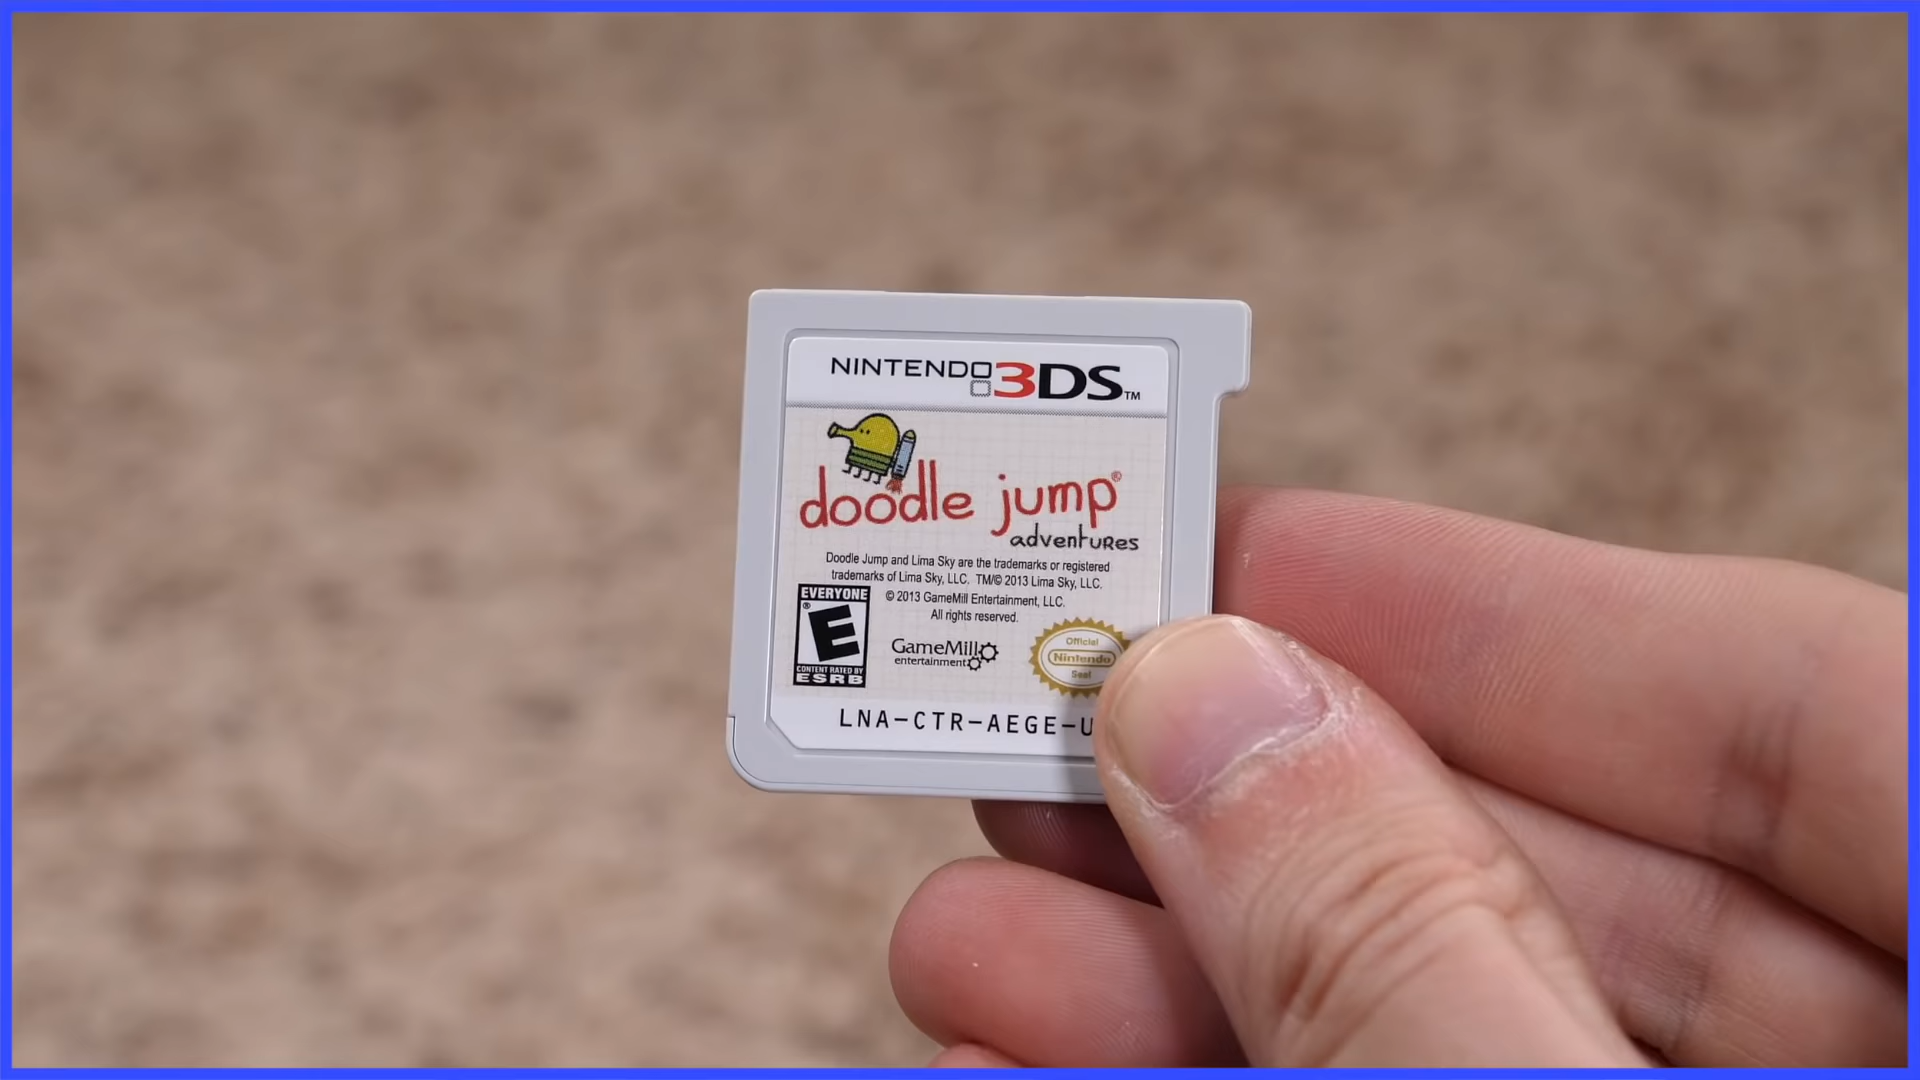 NINTENDO 3DS™
doodle jump®
adventures
Doodle Jump and Lima Sky are the trademarks or registered
trademarks of Lima Sky, LLC. TM/© 2013 Lima Sky, LLC.
© 2013 GameMill Entertainment, LLC.
All rights reserved.
EVERYONE
®
E
CONTENT RATED BY
ESRB
GameMill
entertainment
Official
Nintendo
Seal
LNA-CTR-AEGE-U